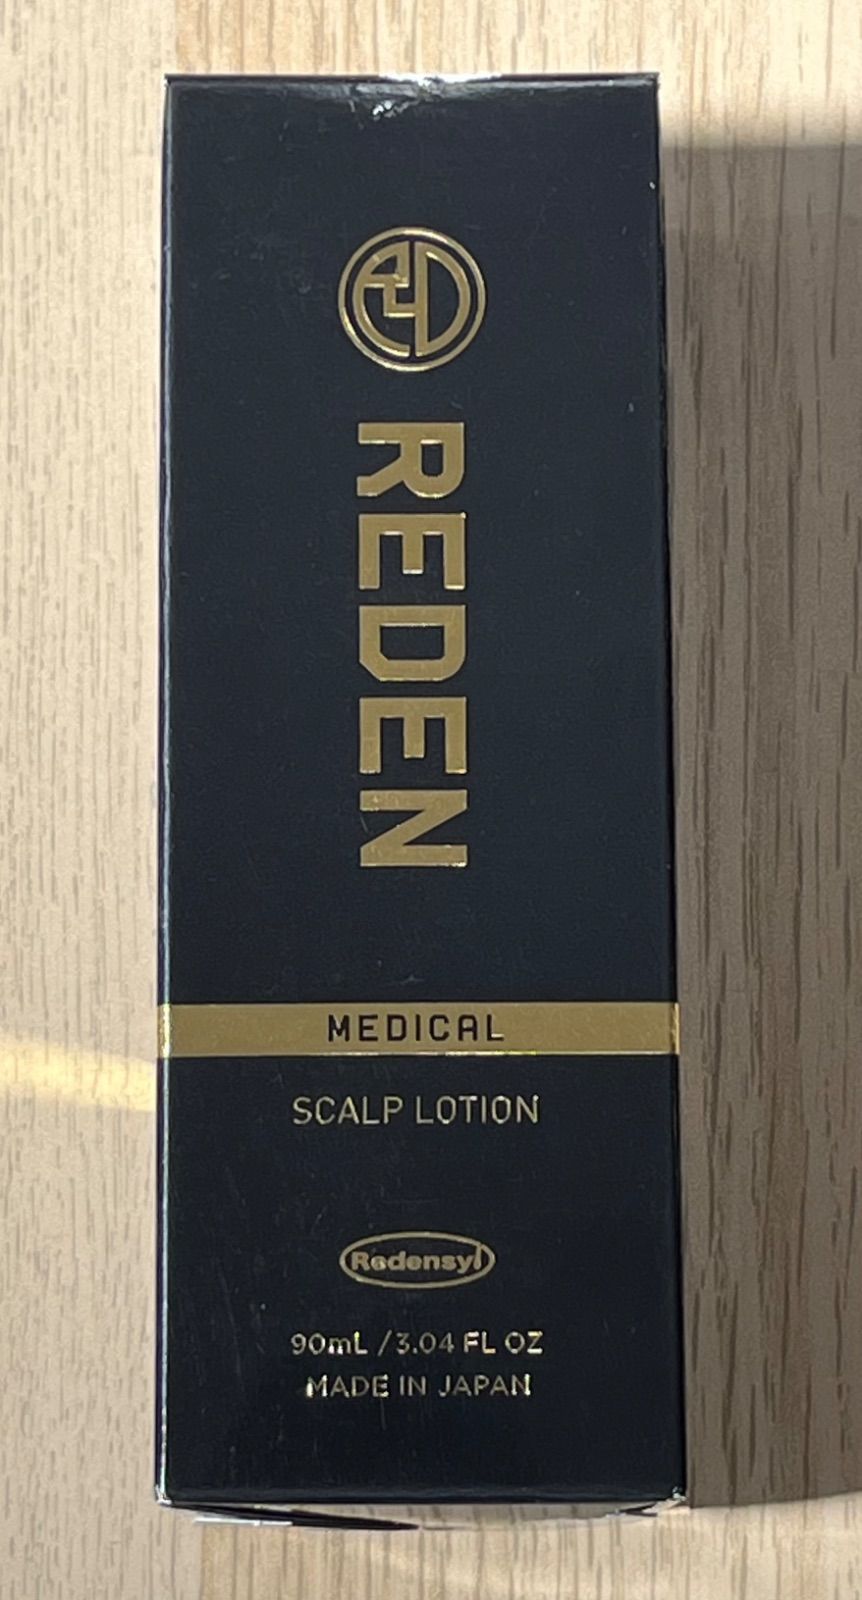 REDEN
MEDICAL
SCALP LOTION
Redensyl
90mL / 3.04 FL OZ
MADE IN JAPAN